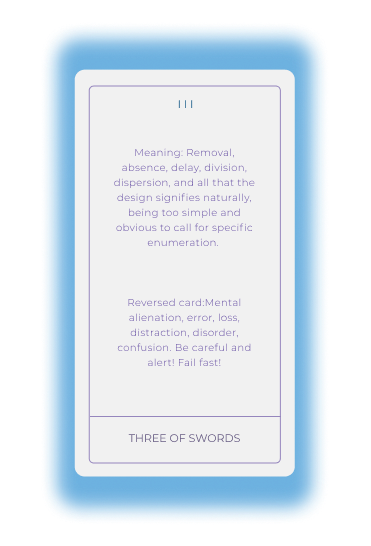 III
Meaning: Removal,
absence, delay, division,
dispersion, and all that the
design signifies naturally,
being too simple and
obvious to call for specific
enumeration.
Reversed card:Mental
alienation, error, loss,
distraction, disorder,
confusion. Be careful and
alert! Fail fast!
THREE OF SWORDS